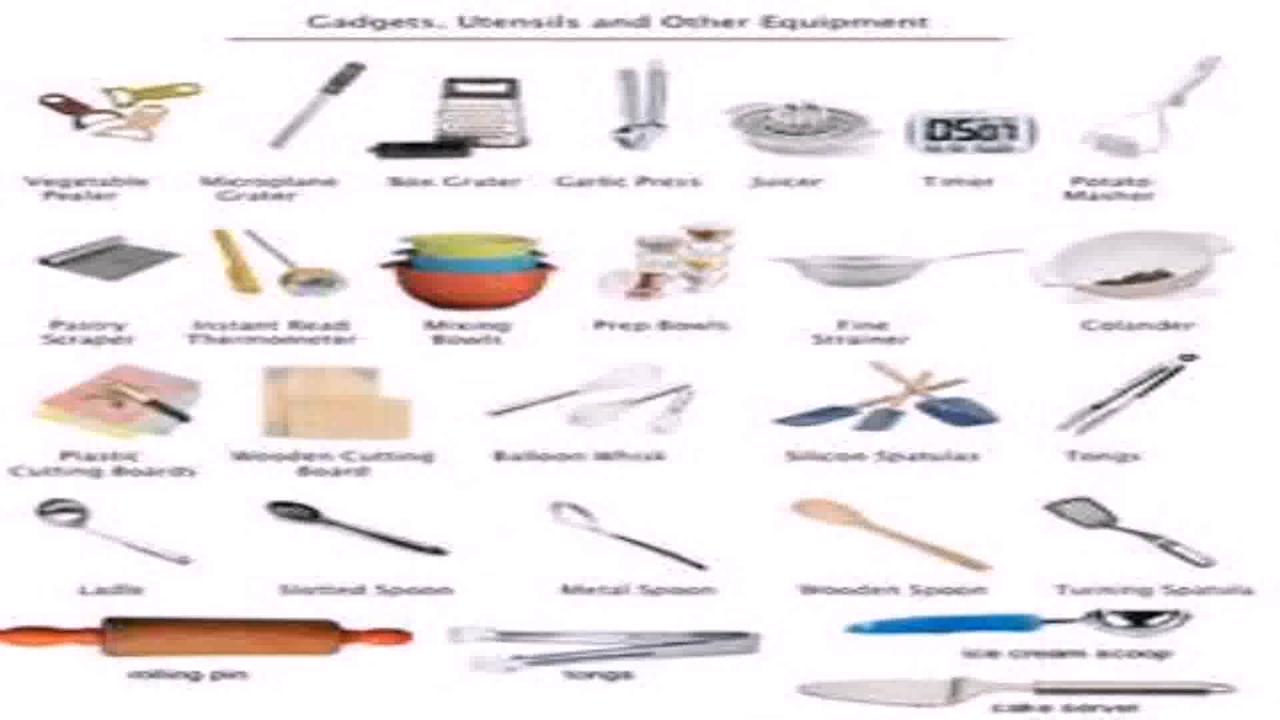 Gadgets, Utensils and Other Equipment
Vegetable Peeler
Microplane Grater
Box Grater
Garlic Press
Juicer
Timer
Potato Masher
Pastry Scraper
Instant Read Thermometer
Mixing Bowls
Prep Bowls
Fine Strainer
Colander
Plastic Cutting Boards
Wooden Cutting Board
Balloon Whisk
Silicon Spatulas
Tongs
Ladle
Slotted Spoon
Metal Spoon
Wooden Spoon
Turning Spatula
rolling pin
tongs
ice cream scoop
cake server